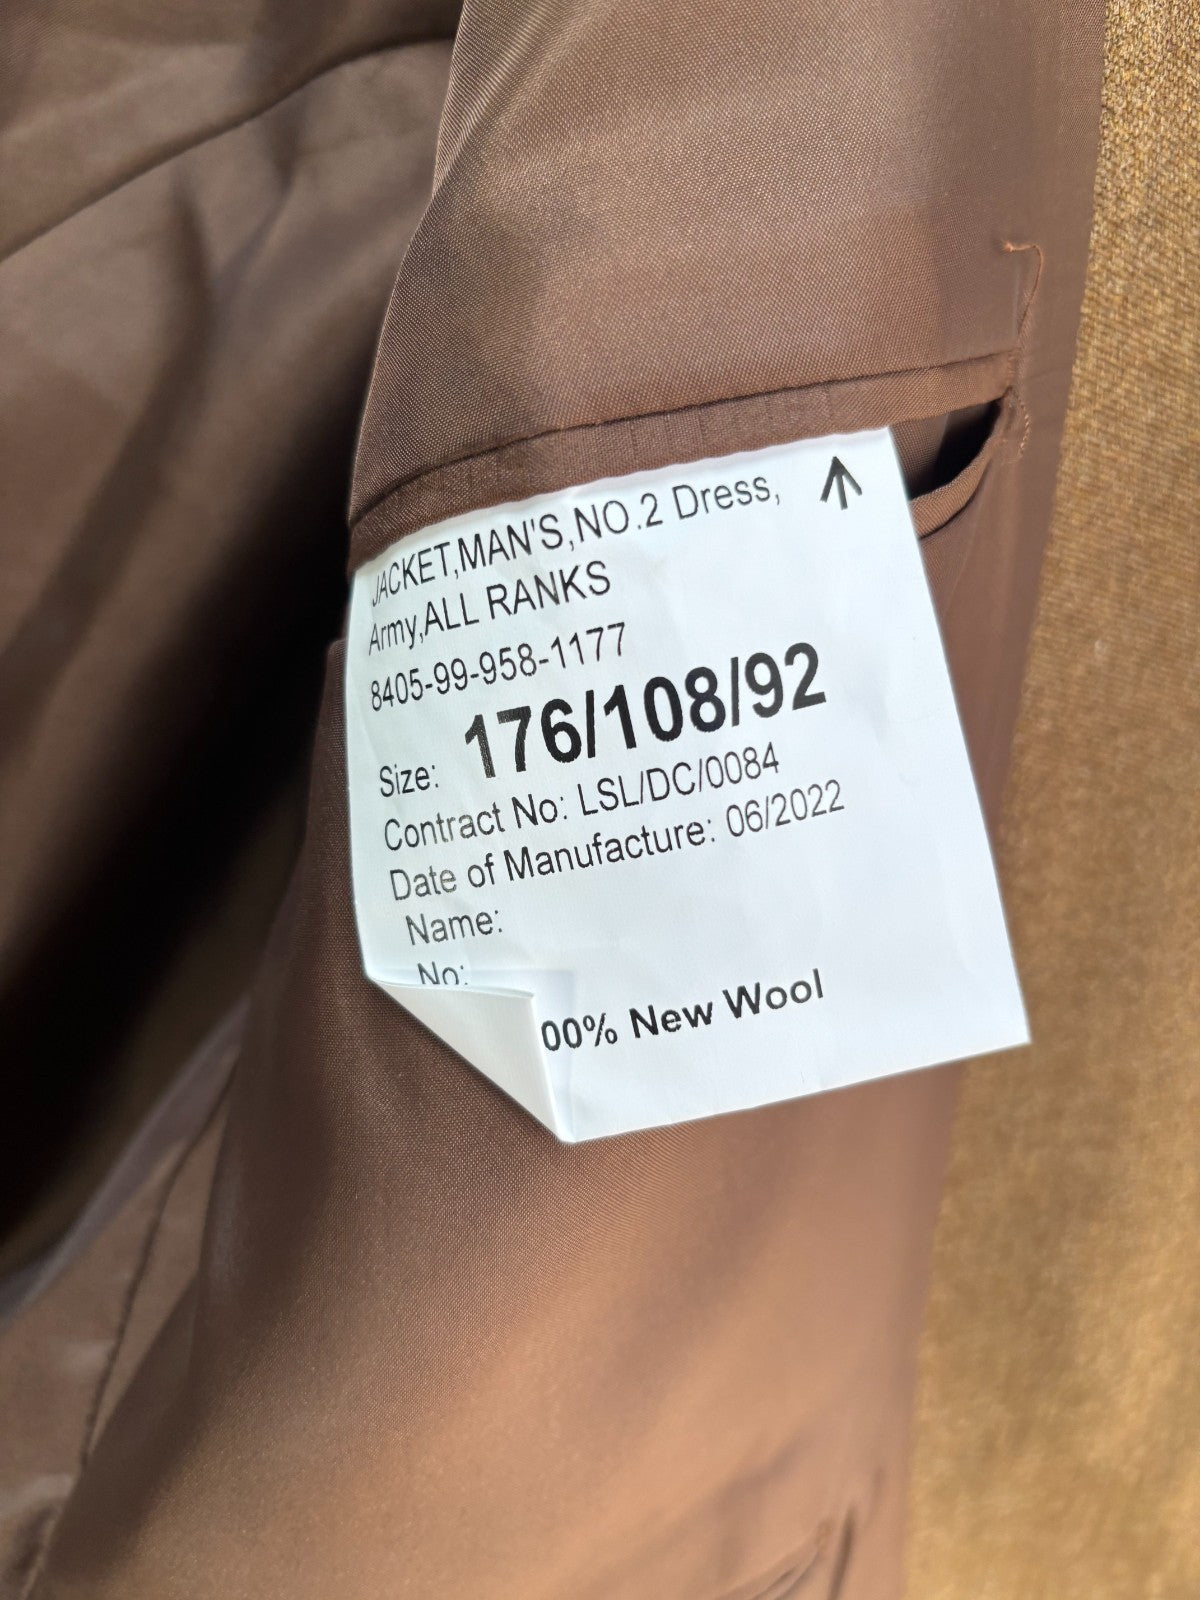 JACKET,MAN'S,NO.2 Dress,
Army,ALL RANKS
8405-99-958-1177
Size: 176/108/92
Contract No: LSL/DC/0084
Date of Manufacture: 06/2022
Name:
No:
00% New Wool